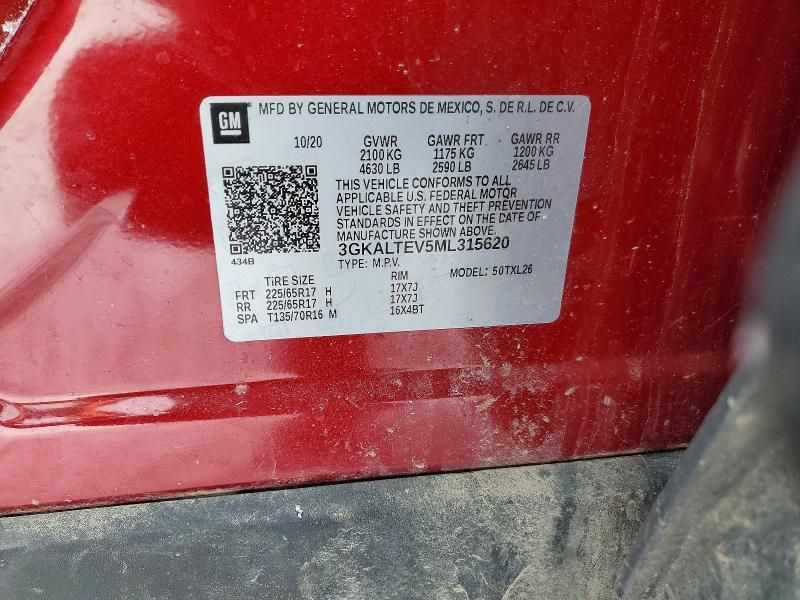 GM MFD BY GENERAL MOTORS DE MEXICO, S. DE R.L. DE C.V.
10/20 GVWR GAWR FRT GAWR RR
2100 KG 1175 KG 1200 KG
4630 LB 2590 LB 2645 LB
THIS VEHICLE CONFORMS TO ALL
APPLICABLE U.S. FEDERAL MOTOR
VEHICLE SAFETY AND THEFT PREVENTION
STANDARDS IN EFFECT ON THE DATE OF
MANUFACTURE SHOWN ABOVE.
3GKALTEV5ML315620
434B TYPE: M.P.V. MODEL: 50TXL26
TIRE SIZE RIM
FRT 225/65R17 H 17X7J
RR 225/65R17 H 17X7J
SPA T135/70R16 M 16X4BT